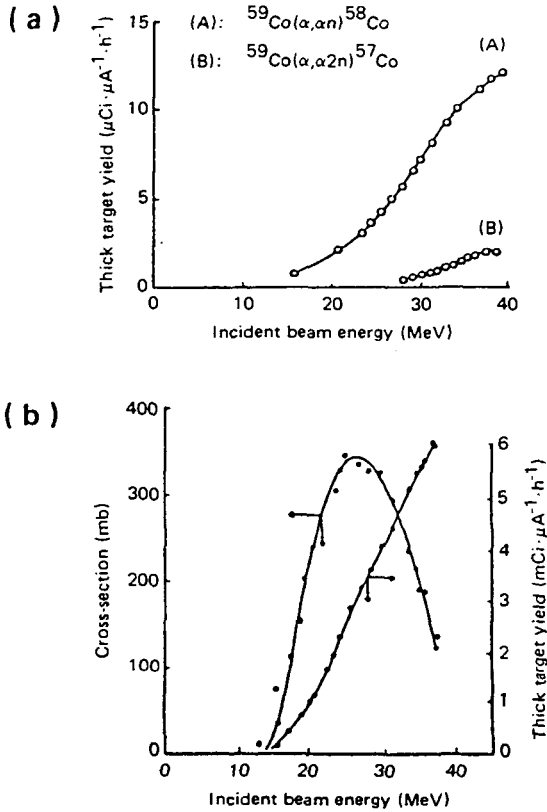 (a)
(A): ⁵⁹Co(α,αn)⁵⁸Co
(B): ⁵⁹Co(α,α2n)⁵⁷Co
(A)
(B)
Thick target yield (μCi·μA⁻¹·h⁻¹)
15
10
5
0
0 10 20 30 40
Incident beam energy (MeV)
(b)
Cross-section (mb)
400
300
200
100
0
6
5
4
3
2
1
0
Thick target yield (mCi·μA⁻¹·h⁻¹)
0 10 20 30 40
Incident beam energy (MeV)